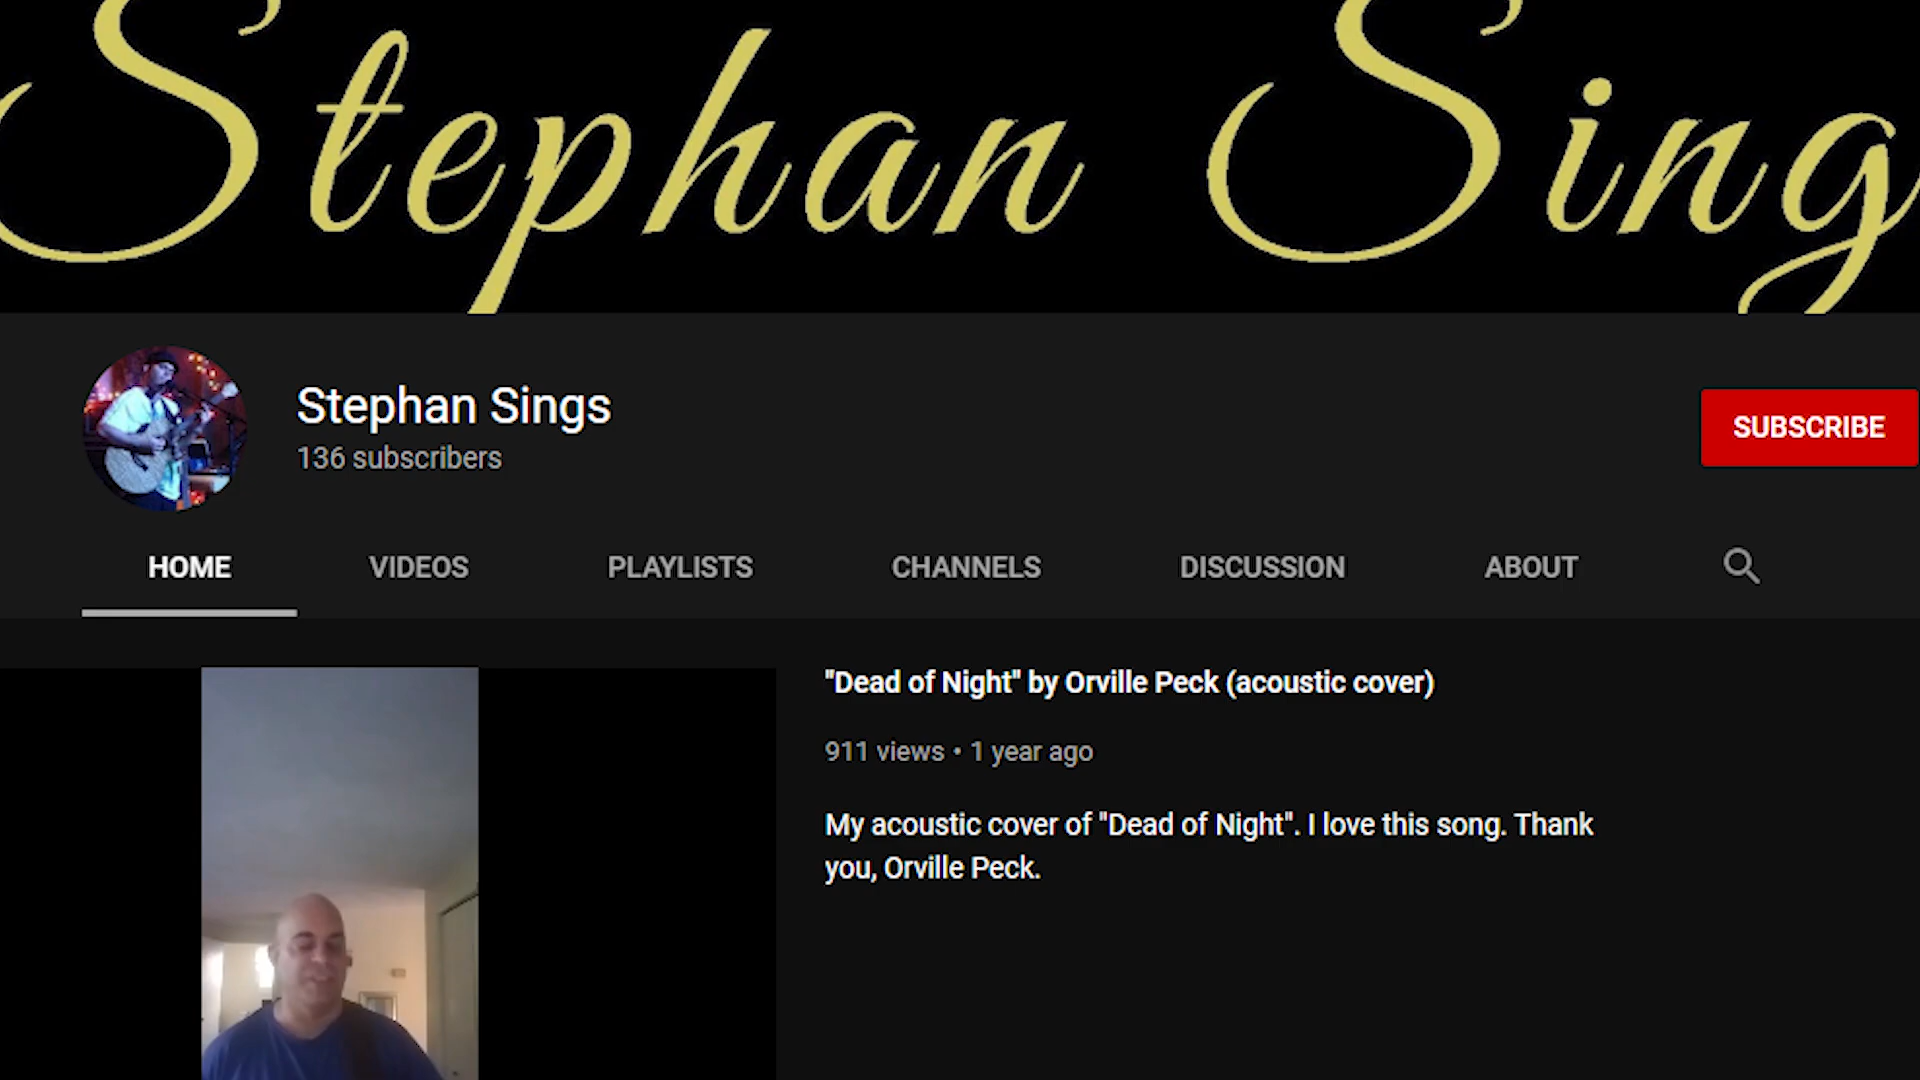 Stephan Sing
Stephan Sings
136 subscribers
SUBSCRIBE
HOME VIDEOS PLAYLISTS CHANNELS DISCUSSION ABOUT
"Dead of Night" by Orville Peck (acoustic cover)
911 views • 1 year ago
My acoustic cover of "Dead of Night". I love this song. Thank
you, Orville Peck.